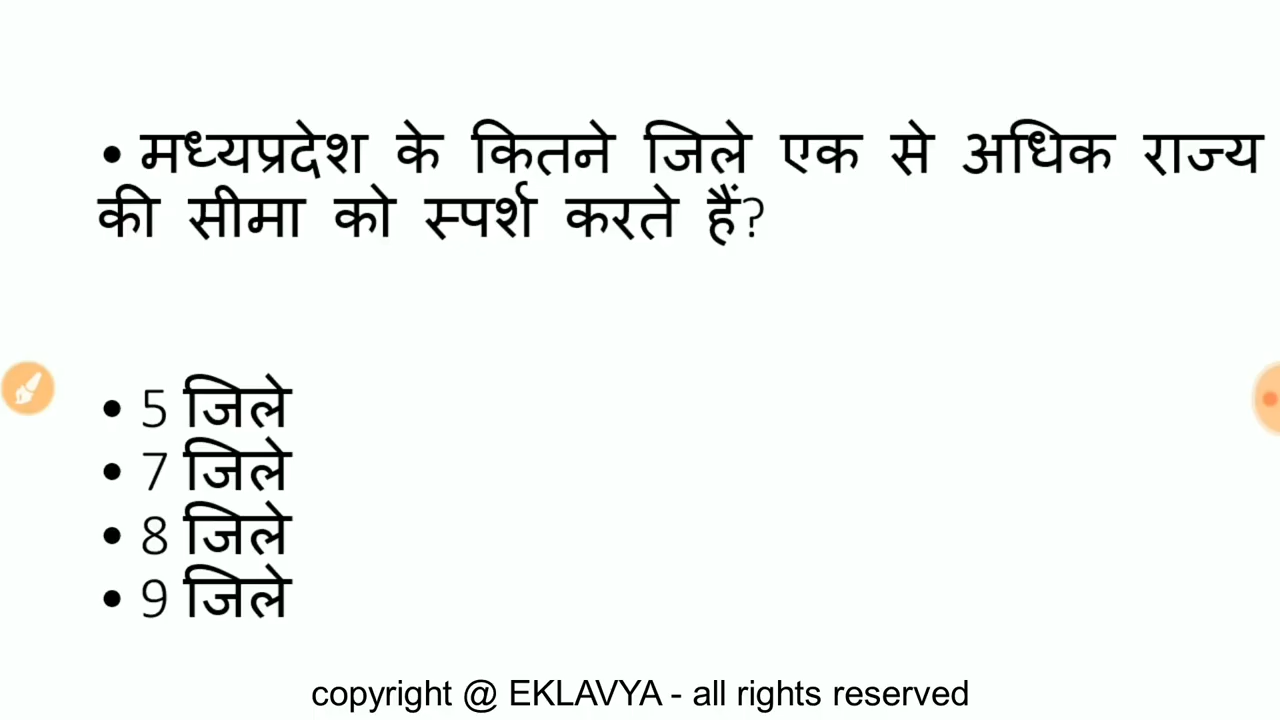 • मध्यप्रदेश के कितने जिले एक से अधिक राज्य
की सीमा को स्पर्श करते हैं?
• 5 जिले
• 7 जिले
• 8 जिले
• 9 जिले
copyright @ EKLAVYA - all rights reserved